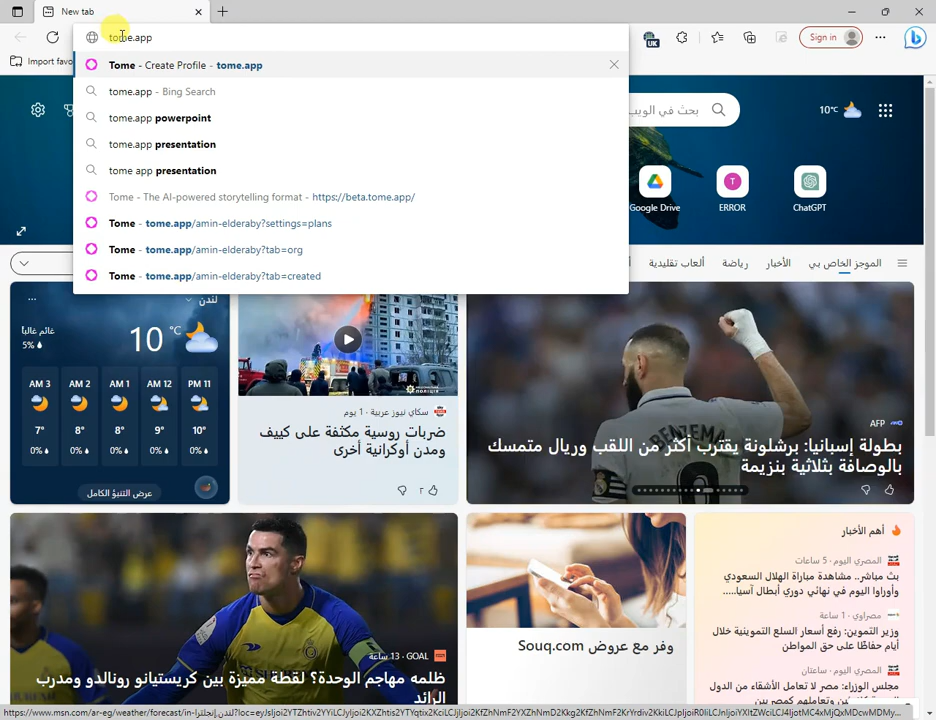 New tab
tome.app
Sign in
Import favo
Tome - Create Profile - tome.app
tome.app - Bing Search
tome.app powerpoint
tome.app presentation
tome app presentation
Tome - The AI-powered storytelling format - https://beta.tome.app/
Tome - tome.app/amin-elderaby?settings=plans
Tome - tome.app/amin-elderaby?tab=org
Tome - tome.app/amin-elderaby?tab=created
UK
بحث في الويب
10°C
T
Google Drive
ERROR
ChatGPT
الموجز الخاص بي
الأخبار
رياضة
ألعاب تقليدية
لندن
10 °C
غائم غالباً
5%
11 PM
12 AM
1 AM
2 AM
3 AM
10°
9°
7°
8°
7°
0%
0%
0%
0%
0%
عرض التنبؤ الكامل
سكاي نيوز عربية · 1 يوم
ضربات روسية مكثفة على كييف
ومدن أوكرانية أخرى
٢
BENZEMA
AFP
بطولة إسبانيا: برشلونة يقترب أكثر من اللقب وريال متمسك
بالوصافة بثلاثية بنزيمة
GOAL · 13 ساعة
ظلمه مهاجم الوحدة؟ لقطة مميزة بين كريستيانو رونالدو ومدرب
الرائد
وفر مع عروض Souq.com
أهم الأخبار
المصري اليوم · 5 ساعات
بث مباشر.. مشاهدة مباراة الهلال السعودي
وأوراوا اليوم في نهائي دوري أبطال آسيا.....
مصراوي · 1 ساعة
وزير التموين: رفع أسعار السلع التموينية خلال
أيام حفاظًا على حقوق المواطن
المصري اليوم · ساعتان
مجلس الوزراء: مصر لا تعامل الأشقاء من الدول